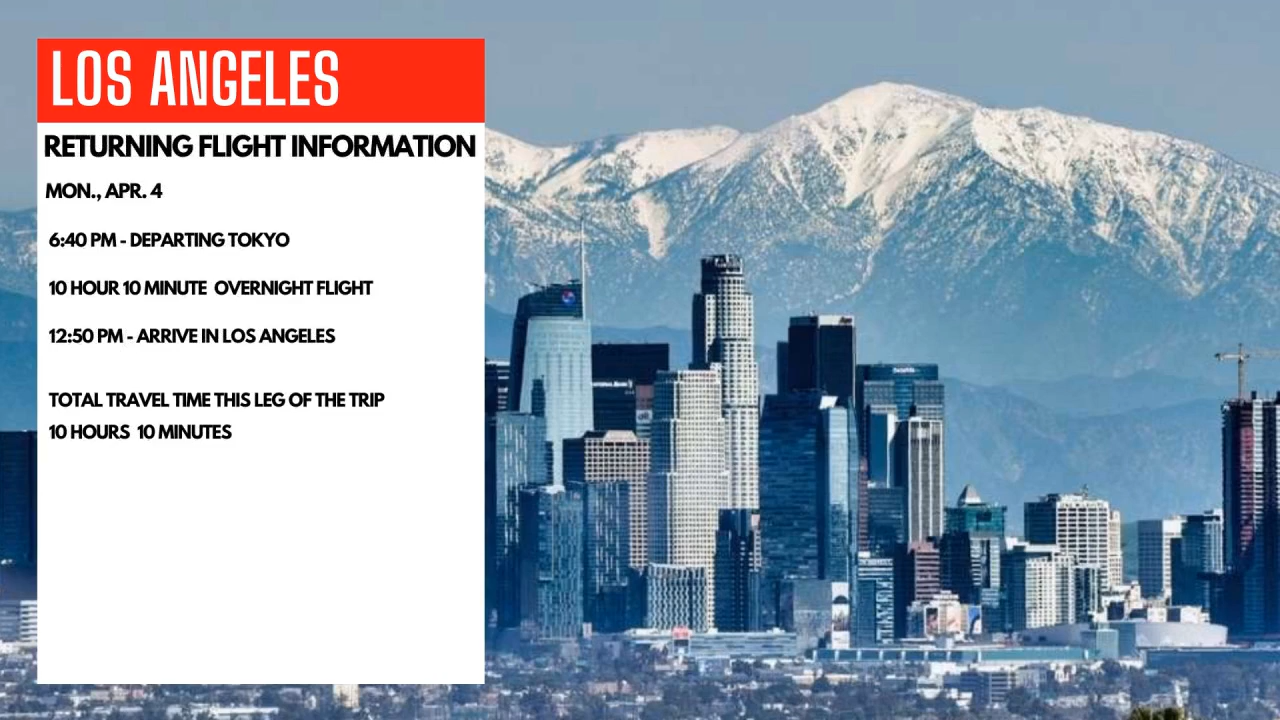 LOS ANGELES
RETURNING FLIGHT INFORMATION
MON., APR. 4
6:40 PM - DEPARTING TOKYO
10 HOUR 10 MINUTE OVERNIGHT FLIGHT
12:50 PM - ARRIVE IN LOS ANGELES
TOTAL TRAVEL TIME THIS LEG OF THE TRIP
10 HOURS 10 MINUTES